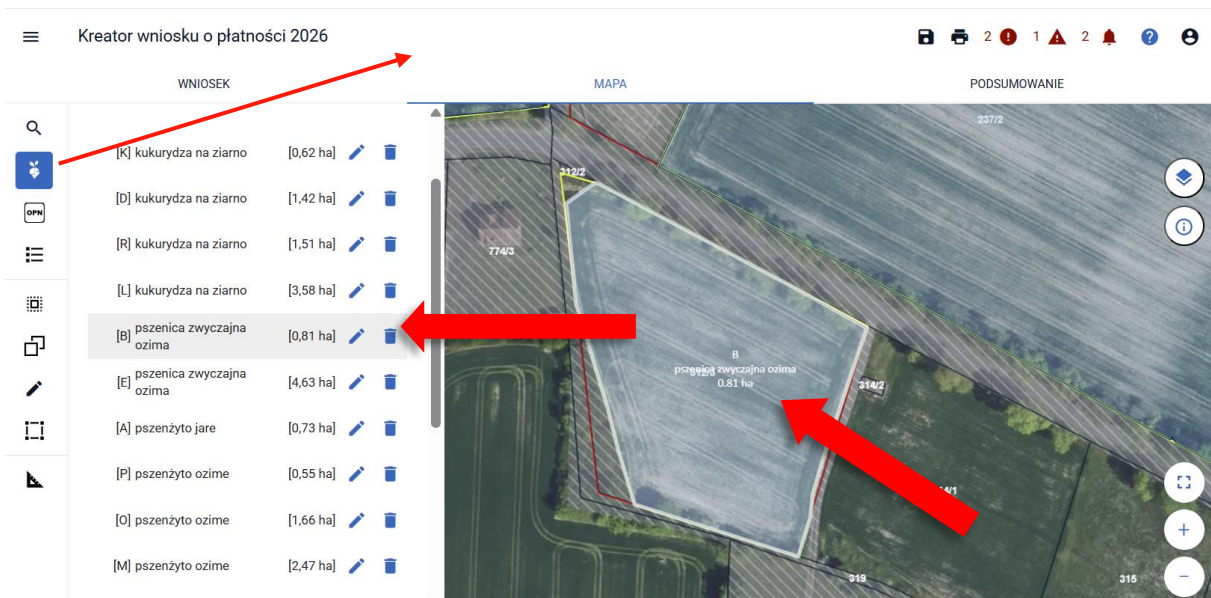 Kreator wniosku o płatności 2026
2
1
2
WNIOSEK
MAPA
PODSUMOWANIE
OPN
[K] kukurydza na ziarno [0,62 ha]
[D] kukurydza na ziarno [1,42 ha]
[R] kukurydza na ziarno [1,51 ha]
[L] kukurydza na ziarno [3,58 ha]
[B] pszenica zwyczajna ozima [0,81 ha]
[E] pszenica zwyczajna ozima [4,63 ha]
[A] pszenżyto jare [0,73 ha]
[P] pszenżyto ozime [0,55 ha]
[O] pszenżyto ozime [1,66 ha]
[M] pszenżyto ozime [2,47 ha]
237/2
312/2
774/3
B
pszenica zwyczajna ozima
0.81 ha
314/2
319
315